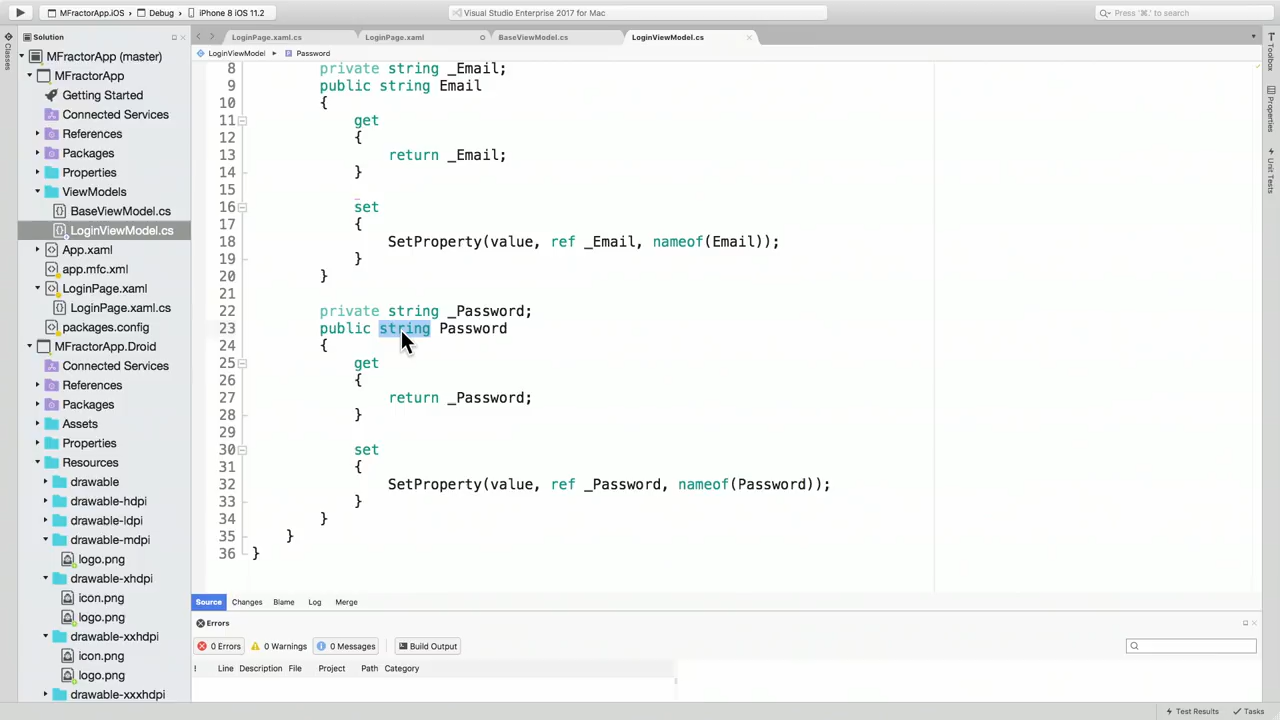 MFractorApp.iOS > Debug > iPhone 8 iOS 11.2
Visual Studio Enterprise 2017 for Mac
Press '⌘.' to search
Classes
Solution
LoginPage.xaml.cs
LoginPage.xaml
BaseViewModel.cs
LoginViewModel.cs
LoginViewModel
Password
MFractorApp (master)
MFractorApp
Getting Started
Connected Services
References
Packages
Properties
ViewModels
BaseViewModel.cs
LoginViewModel.cs
App.xaml
app.mfc.xml
LoginPage.xaml
LoginPage.xaml.cs
packages.config
MFractorApp.Droid
Connected Services
References
Packages
Assets
Properties
Resources
drawable
drawable-hdpi
drawable-ldpi
drawable-mdpi
logo.png
drawable-xhdpi
icon.png
logo.png
drawable-xxhdpi
icon.png
logo.png
drawable-xxxhdpi
8 private string _Email;
9 public string Email
10 {
11 get
12 {
13 return _Email;
14 }
15
16 set
17 {
18 SetProperty(value, ref _Email, nameof(Email));
19 }
20 }
21
22 private string _Password;
23 public string Password
24 {
25 get
26 {
27 return _Password;
28 }
29
30 set
31 {
32 SetProperty(value, ref _Password, nameof(Password));
33 }
34 }
35 }
36 }
Toolbox
Properties
Unit Tests
Source Changes Blame Log Merge
Errors
0 Errors 0 Warnings 0 Messages Build Output
! Line Description File Project Path Category
Test Results Tasks